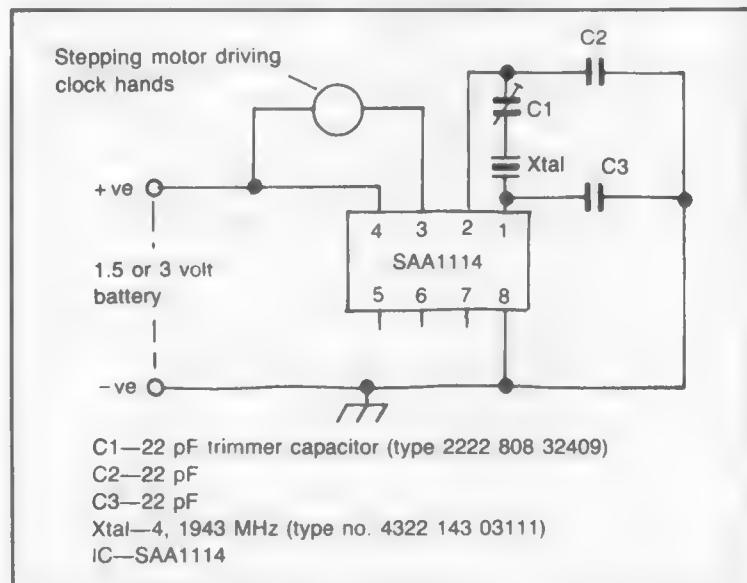 Stepping motor driving
clock hands
C2
C1
Xtal
C3
+ve
4 3 2 1
SAA1114
1.5 or 3 volt
battery
5 6 7 8
-ve
C1—22 pF trimmer capacitor (type 2222 808 32409)
C2—22 pF
C3—22 pF
Xtal—4, 1943 MHz (type no. 4322 143 03111)
IC—SAA1114